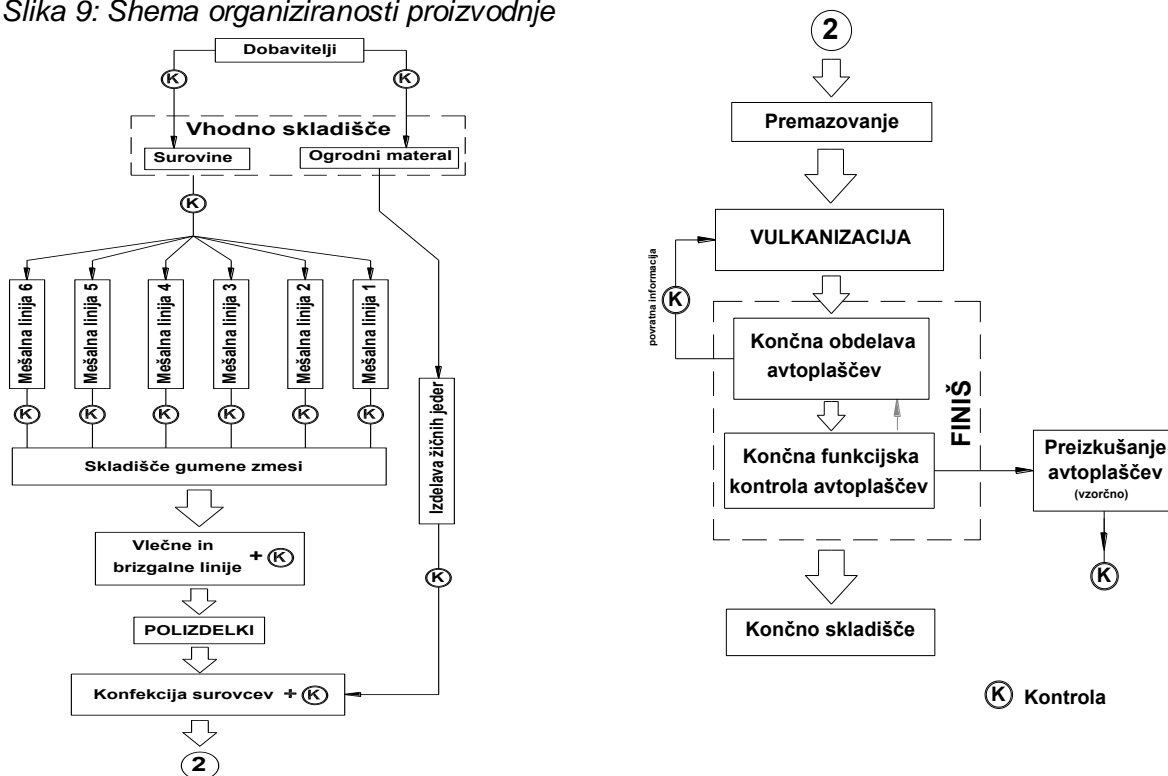 Slika 9: Shema organiziranosti proizvodnje
Dobavitelji
K
K
Vhodno skladišče
Surovine
Ogrodni materal
K
Mešalna linija 6
Mešalna linija 5
Mešalna linija 4
Mešalna linija 3
Mešalna linija 2
Mešalna linija 1
Izdelava žičnih jeder
K
K
K
K
K
K
Skladišče gumene zmesi
Vlečne in
brizgalne linije + K
K
POLIZDELKI
Konfekcija surovcev + K
2
2
Premazovanje
VULKANIZACIJA
povratna informacija
K
Končna obdelava
avtoplaščev
FINIŠ
Končna funkcijska
kontrola avtoplaščev
Preizkušanje
avtoplaščev
(vzorčno)
K
Končno skladišče
K Kontrola